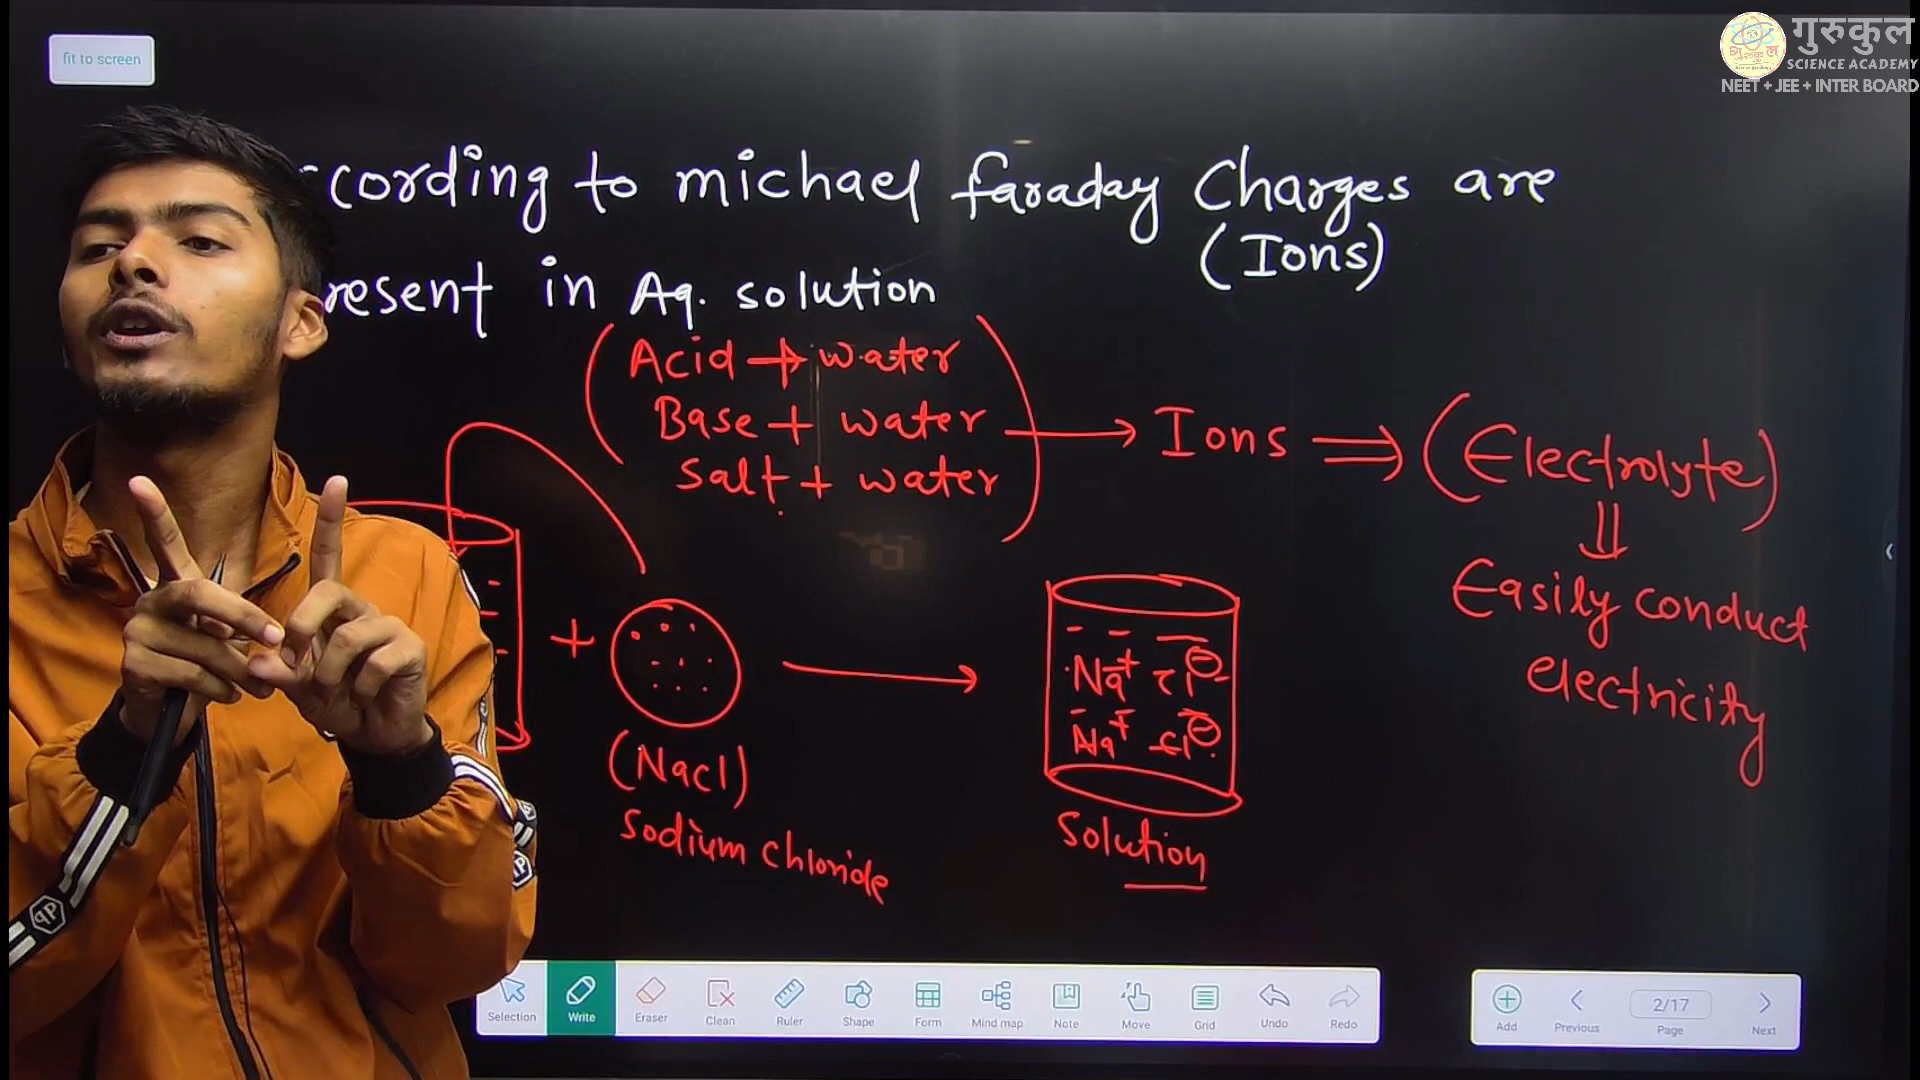 fit to screen
गुरुकुल
SCIENCE ACADEMY
NEET + JEE + INTER BOARD
ccording to michael faraday Charges are
(Ions)
resent in Aq. solution
(Acid + water
Base + water
Salt + water) → Ions ⇒ (Electrolyte)
⇓
Easily conduct
electricity
+
→
Na+ Cl⊖
Na+ Cl⊖
(Nacl)
Sodium chloride
Solution
Selection
Write
Eraser
Clean
Ruler
Shape
Form
Mind map
Note
Move
Grid
Undo
Redo
Add
Previous
2/17
Page
Next